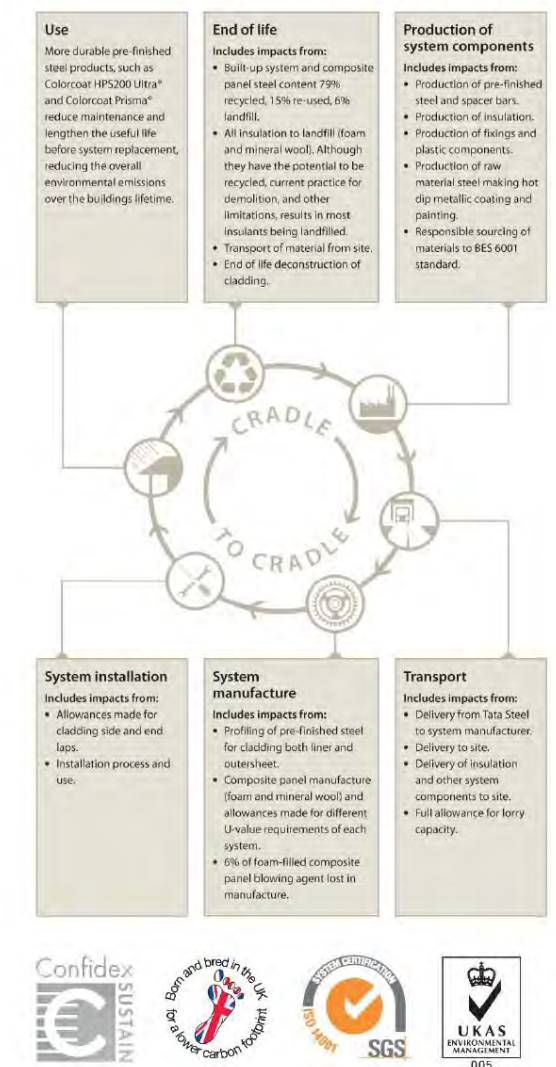 Use
More durable pre-finished
steel products, such as
Colorcoat HPS200 Ultra®
and Colorcoat Prisma®
reduce maintenance and
lengthen the useful life
before system replacement,
reducing the overall
environmental emissions
over the buildings lifetime.
End of life
Includes impacts from:
• Built-up system and composite
panel steel content 79%
recycled, 15% re-used, 6%
landfill.
• All insulation to landfill (foam
and mineral wool). Although
they have the potential to be
recycled, current practice for
demolition, and other
limitations, results in most
insulants being landfilled.
• Transport of material from site.
• End of life deconstruction of
cladding.
Production of
system components
Includes impacts from:
• Production of pre-finished
steel and spacer bars.
• Production of insulation.
• Production of fixings and
plastic components.
• Production of raw
material steel making hot
dip metallic coating and
painting.
• Responsible sourcing of
materials to BES 6001
standard.
CRADLE
TO CRADLE
System installation
Includes impacts from:
• Allowances made for
cladding side and end
laps.
• Installation process and
use.
System
manufacture
Includes impacts from:
• Profiling of pre-finished steel
for cladding both liner and
outersheet.
• Composite panel manufacture
(foam and mineral wool) and
allowances made for different
U-value requirements of each
system.
• 6% of foam-filled composite
panel blowing agent lost in
manufacture.
Transport
Includes impacts from:
• Delivery from Tata Steel
to system manufacturer.
• Delivery to site.
• Delivery of insulation
and other system
components to site.
• Full allowance for lorry
capacity.
Confidex
SUSTAIN
Born and bred in the UK
for a lower carbon footprint
SYSTEM CERTIFICATION
ISO 14001
SGS
UKAS
ENVIRONMENTAL
MANAGEMENT
005